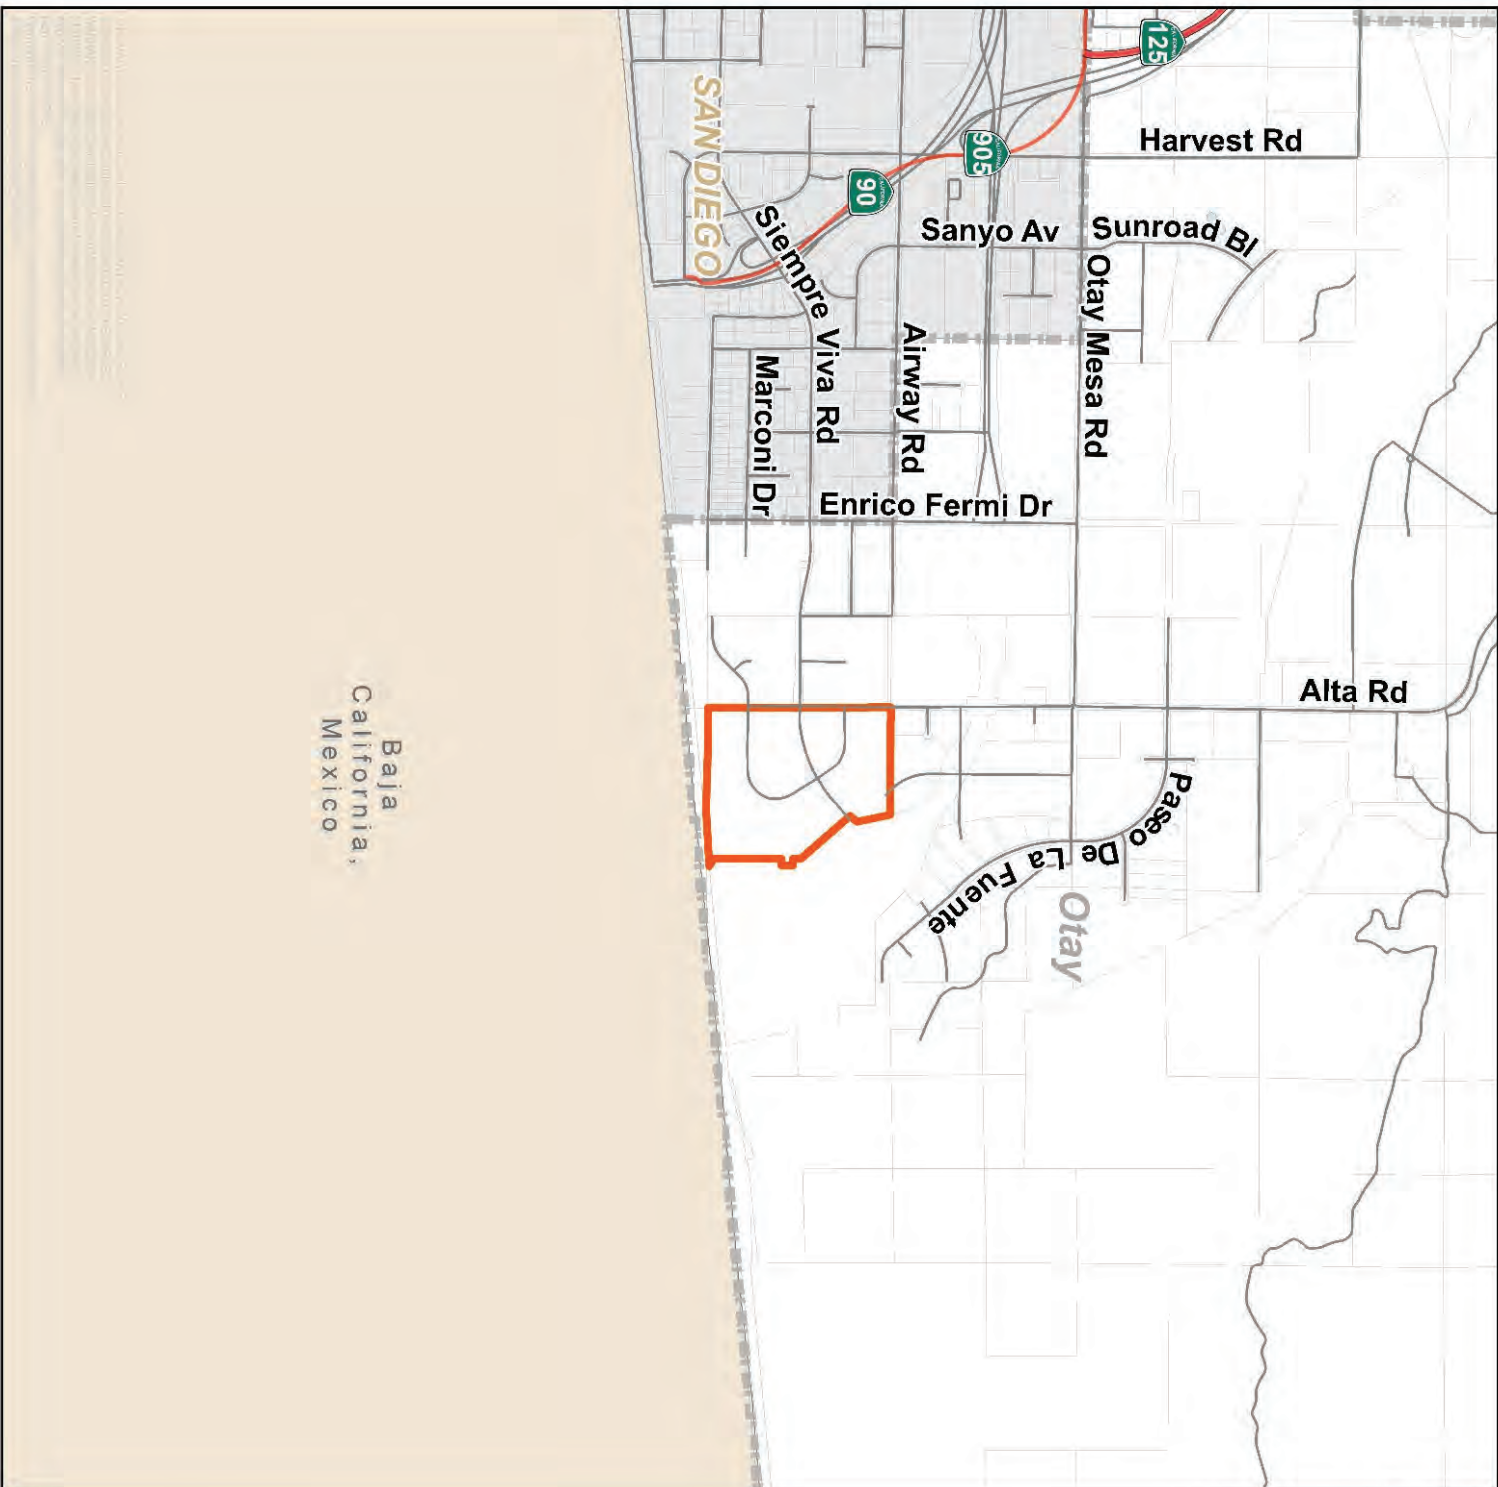 125
Harvest Rd
905
90
SAN DIEGO
Sanyo Av
Sunroad Bl
Siempre Viva Rd
Otay Mesa Rd
Airway Rd
Marconi Dr
Enrico Fermi Dr
Alta Rd
Paseo De La Fuente
Otay
Baja
California,
Mexico